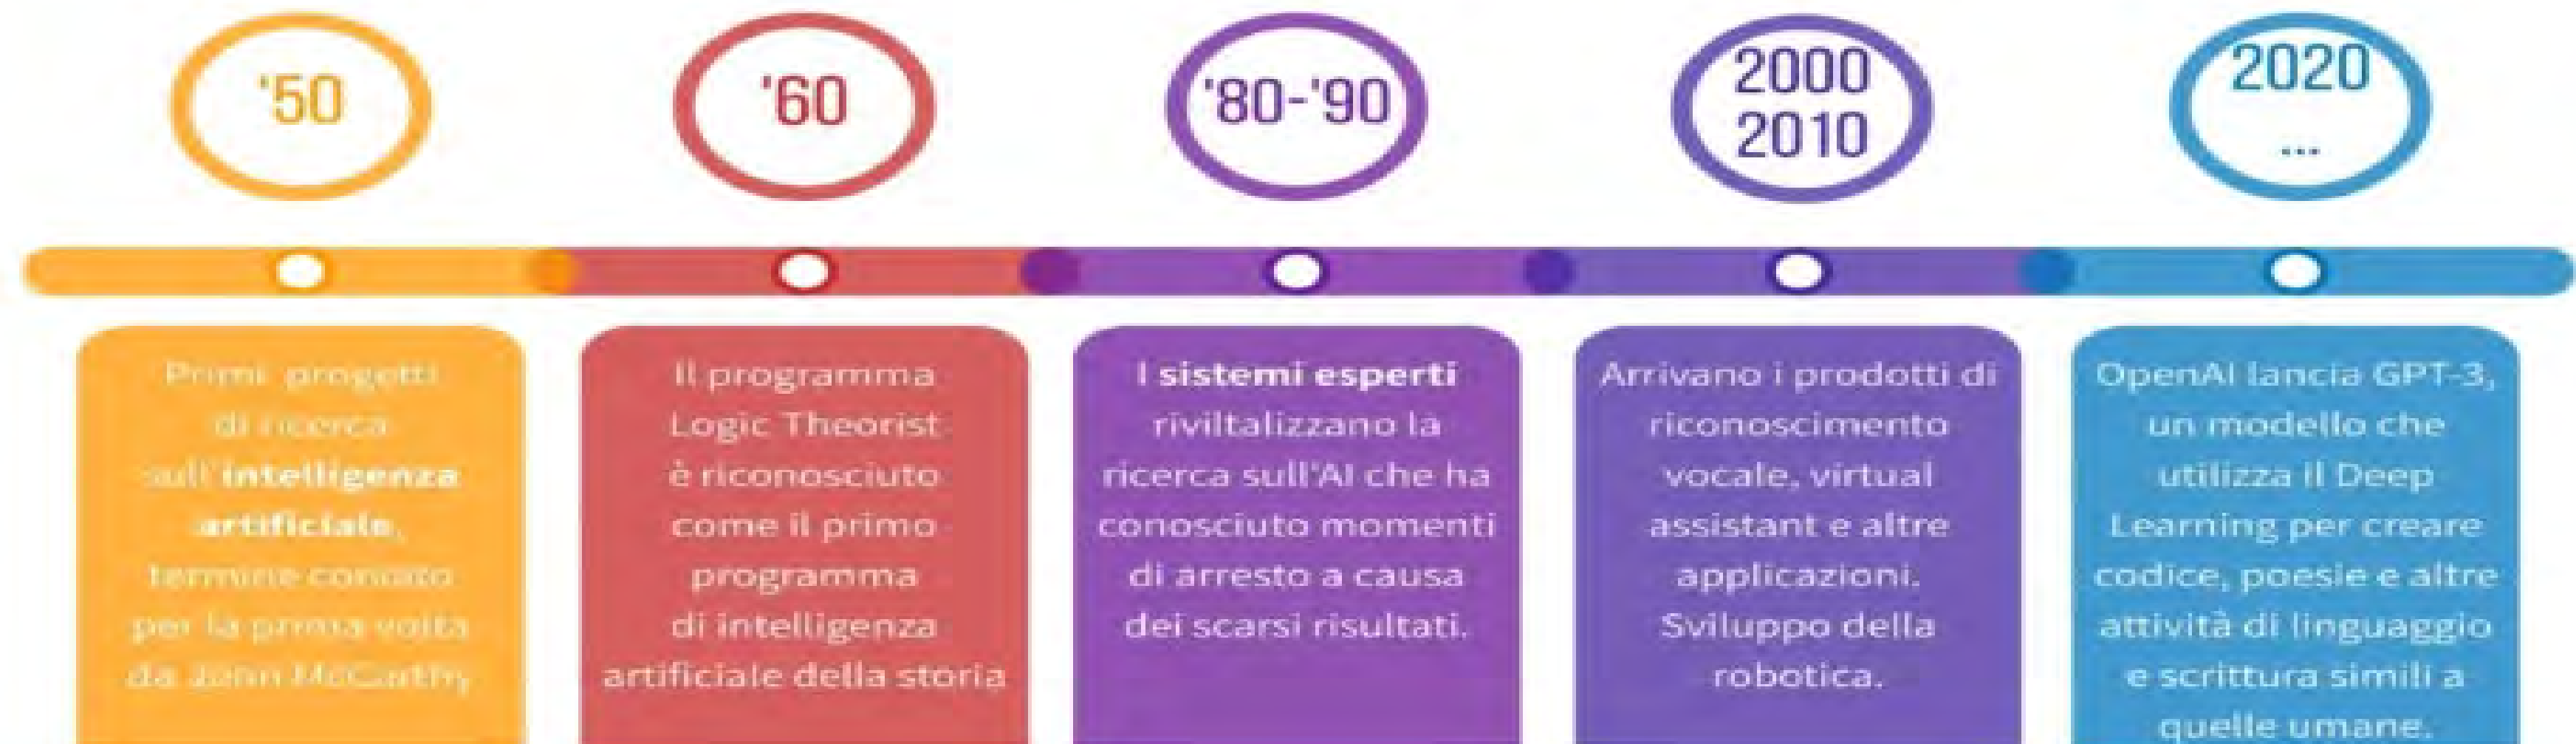 '50
Primi progetti
di ricerca
sull'intelligenza
artificiale,
termine coniato
per la prima volta
da John McCarthy
'60
Il programma
Logic Theorist
è riconosciuto
come il primo
programma
di intelligenza
artificiale della storia
'80-'90
I sistemi esperti
riviltalizzano la
ricerca sull'AI che ha
conosciuto momenti
di arresto a causa
dei scarsi risultati.
2000
2010
Arrivano i prodotti di
riconoscimento
vocale, virtual
assistant e altre
applicazioni.
Sviluppo della
robotica.
2020
...
OpenAI lancia GPT-3,
un modello che
utilizza il Deep
Learning per creare
codice, poesie e altre
attività di linguaggio
e scrittura simili a
quelle umane.